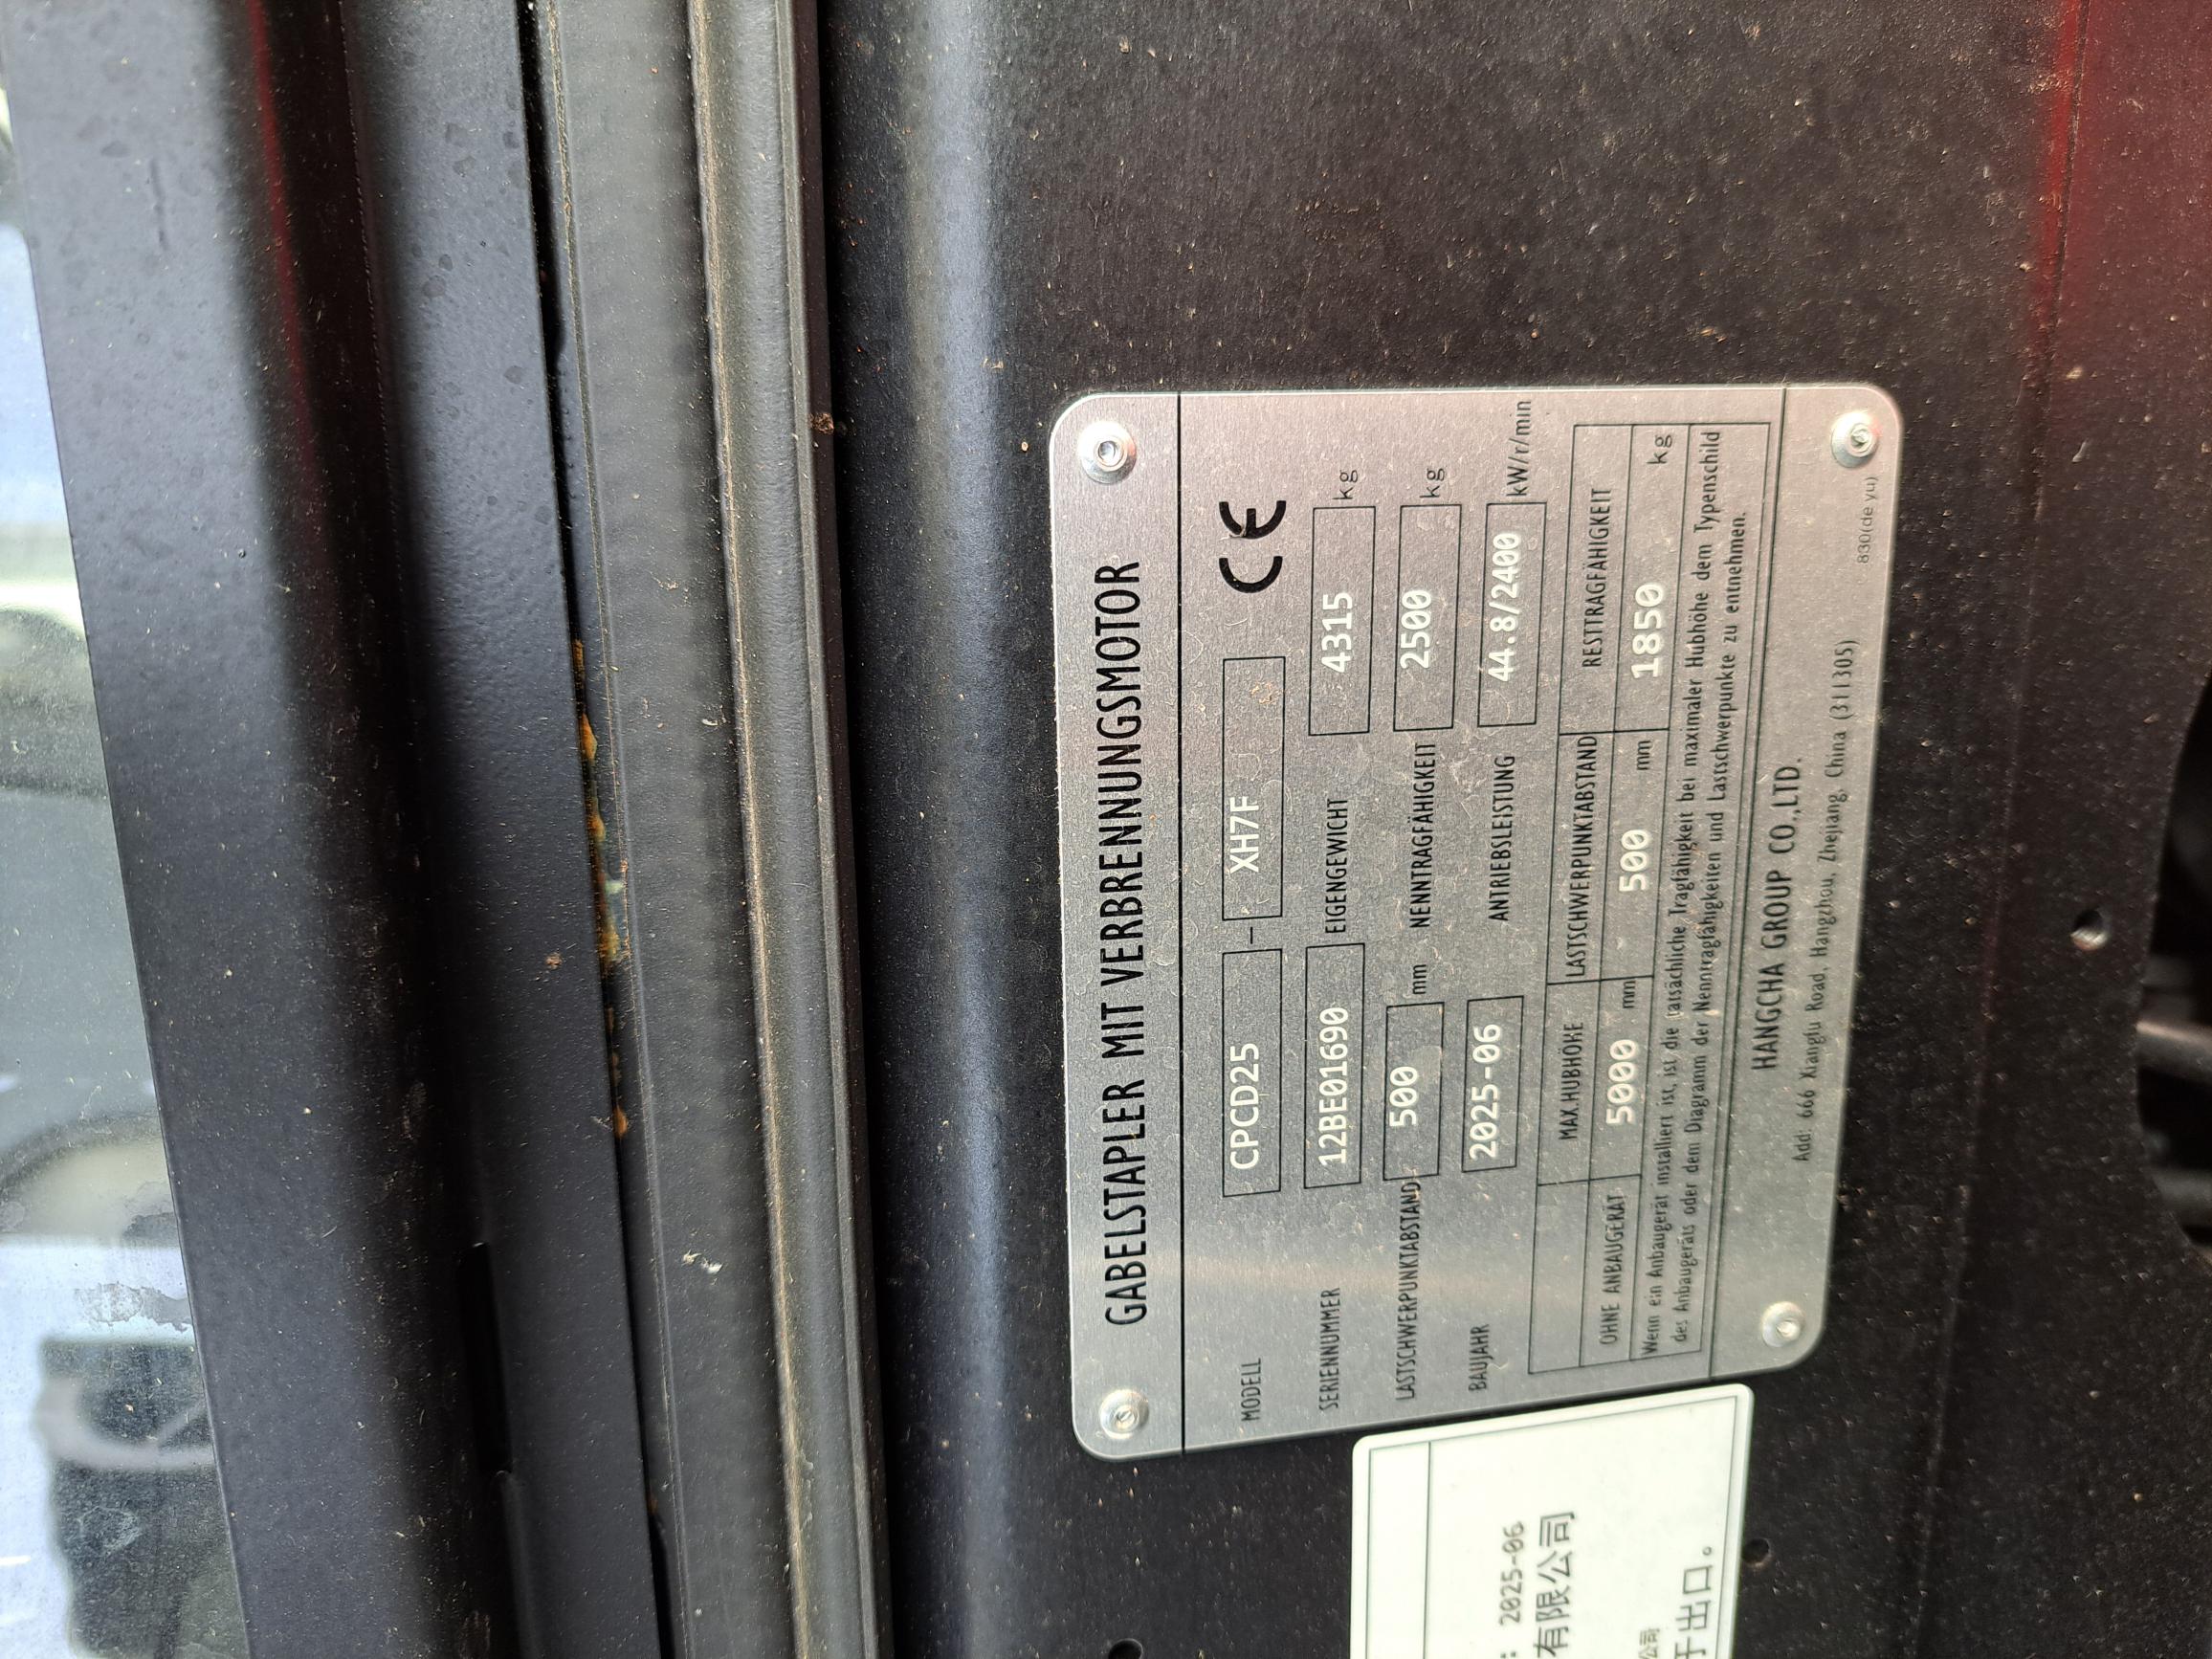 GABELSTAPLER MIT VERBRENNUNGSMOTOR
MODELL CPCD25 - XH7F CE
SERIENNUMMER 12BE01690 EIGENGEWICHT 4315 kg
LASTSCHWERPUNKTABSTAND 500 mm NENNTRAGFÄHIGKEIT 2500 kg
BAUJAHR 2025-06 ANTRIEBSLEISTUNG 44.8/2400 kW/r/min
MAX.HUBHÖHE LASTSCHWERPUNKTABSTAND RESTTRAGFÄHIGKEIT
OHNE ANBAUGERÄT 5000 mm 500 mm 1850 kg
Wenn ein Anbaugerät installiert ist, ist die tatsächliche Tragfähigkeit bei maximaler Hubhöhe dem Typenschild
des Anbaugeräts oder dem Diagramm der Nenntragfähigkeiten und Lastschwerpunkte zu entnehmen.
HANGCHA GROUP CO.,LTD.
Add: 666 Xiangfu Road, Hangzhou, Zhejiang, China (311305)
830(de yu)
: 2025-06
有限公司
公司
于出口。